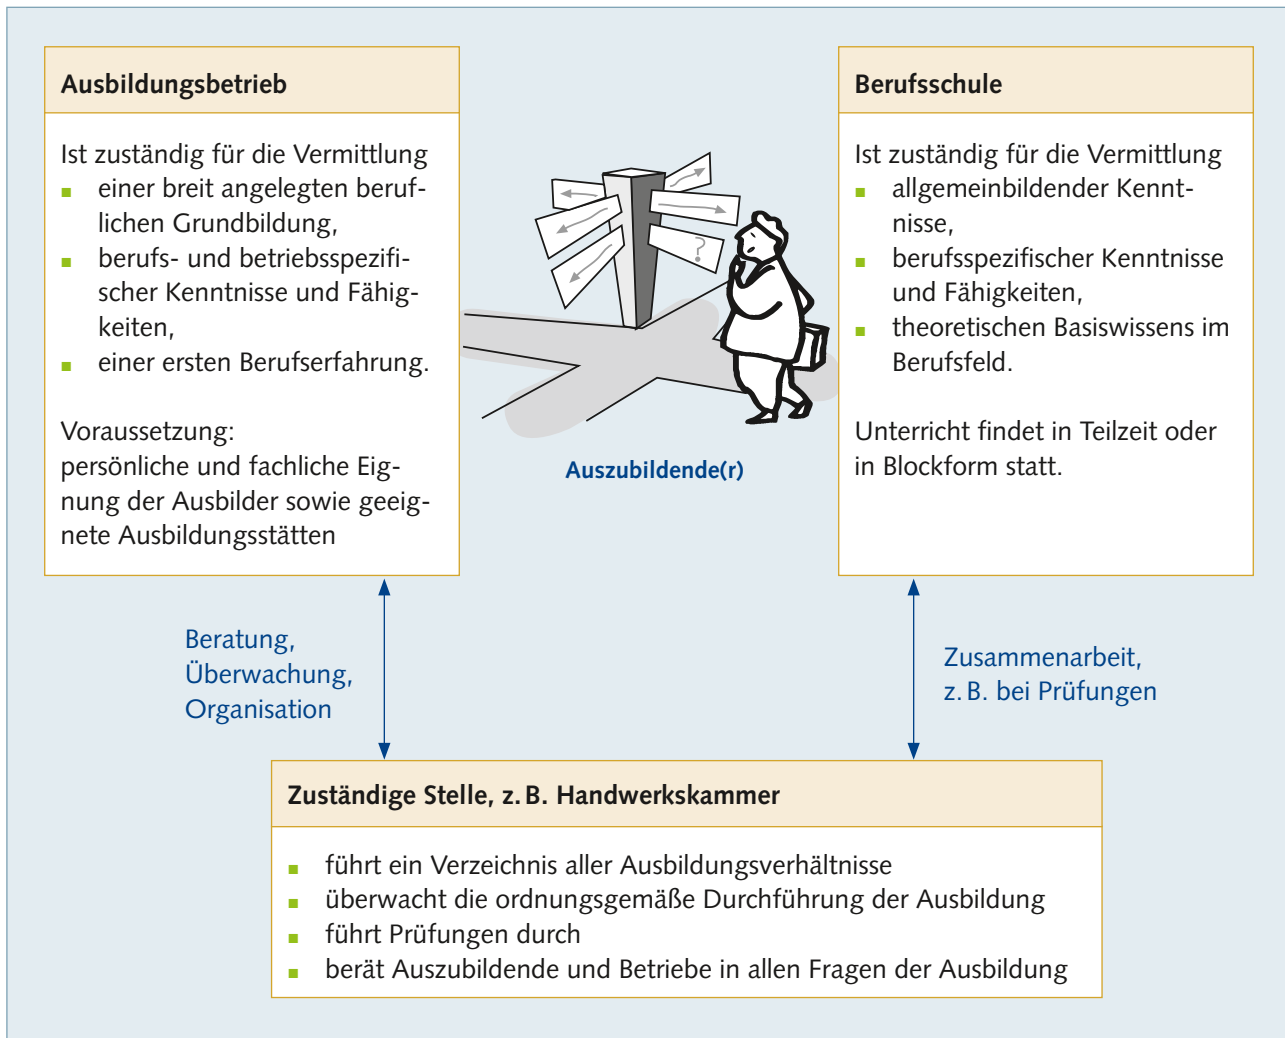 Ausbildungsbetrieb
Ist zuständig für die Vermittlung
▪ einer breit angelegten beruf-
lichen Grundbildung,
▪ berufs- und betriebsspezifi-
scher Kenntnisse und Fähig-
keiten,
▪ einer ersten Berufserfahrung.
Voraussetzung:
persönliche und fachliche Eig-
nung der Ausbilder sowie geeig-
nete Ausbildungsstätten
?
Auszubildende(r)
Berufsschule
Ist zuständig für die Vermittlung
▪ allgemeinbildender Kennt-
nisse,
▪ berufsspezifischer Kenntnisse
und Fähigkeiten,
▪ theoretischen Basiswissens im
Berufsfeld.
Unterricht findet in Teilzeit oder
in Blockform statt.
Beratung,
Überwachung,
Organisation
Zusammenarbeit,
z. B. bei Prüfungen
Zuständige Stelle, z. B. Handwerkskammer
▪ führt ein Verzeichnis aller Ausbildungsverhältnisse
▪ überwacht die ordnungsgemäße Durchführung der Ausbildung
▪ führt Prüfungen durch
▪ berät Auszubildende und Betriebe in allen Fragen der Ausbildung